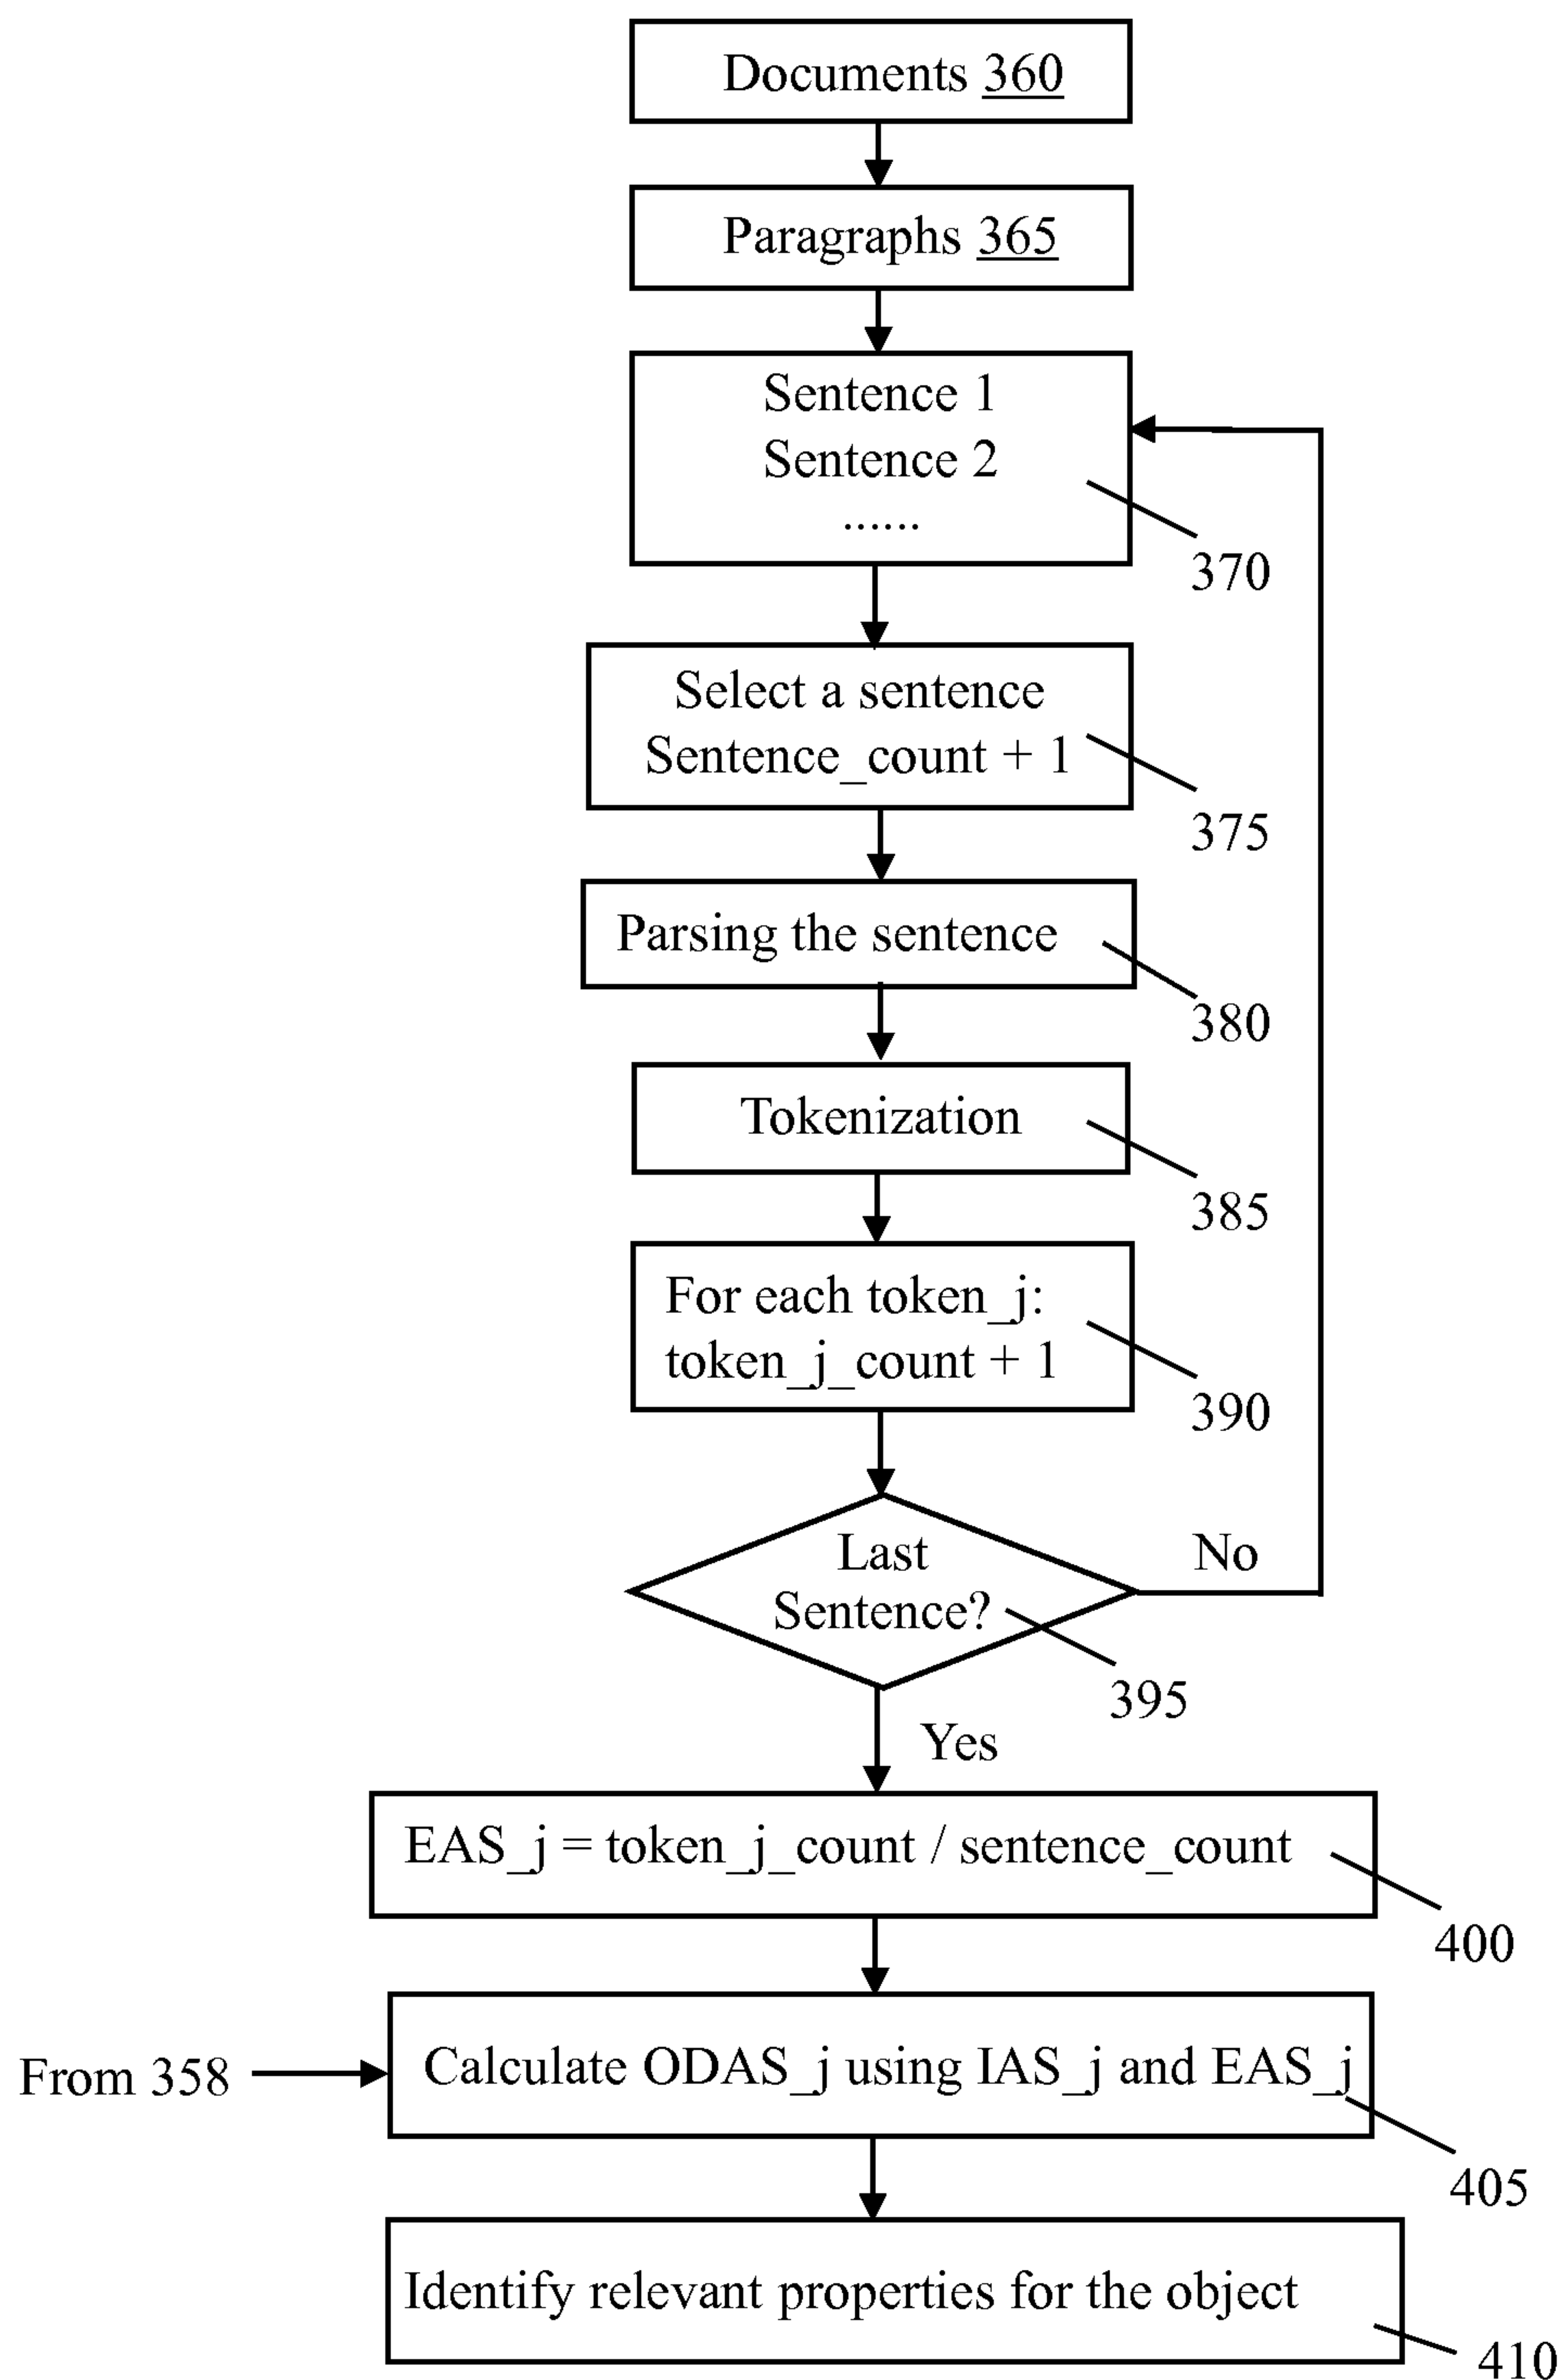 Documents 360
Paragraphs 365
Sentence 1
Sentence 2
......
370
Select a sentence
Sentence_count + 1
375
Parsing the sentence
380
Tokenization
385
For each token_j:
token_j_count + 1
390
Last
Sentence?
No
395
Yes
EAS_j = token_j_count / sentence_count
400
From 358
Calculate ODAS_j using IAS_j and EAS_j
405
Identify relevant properties for the object
410